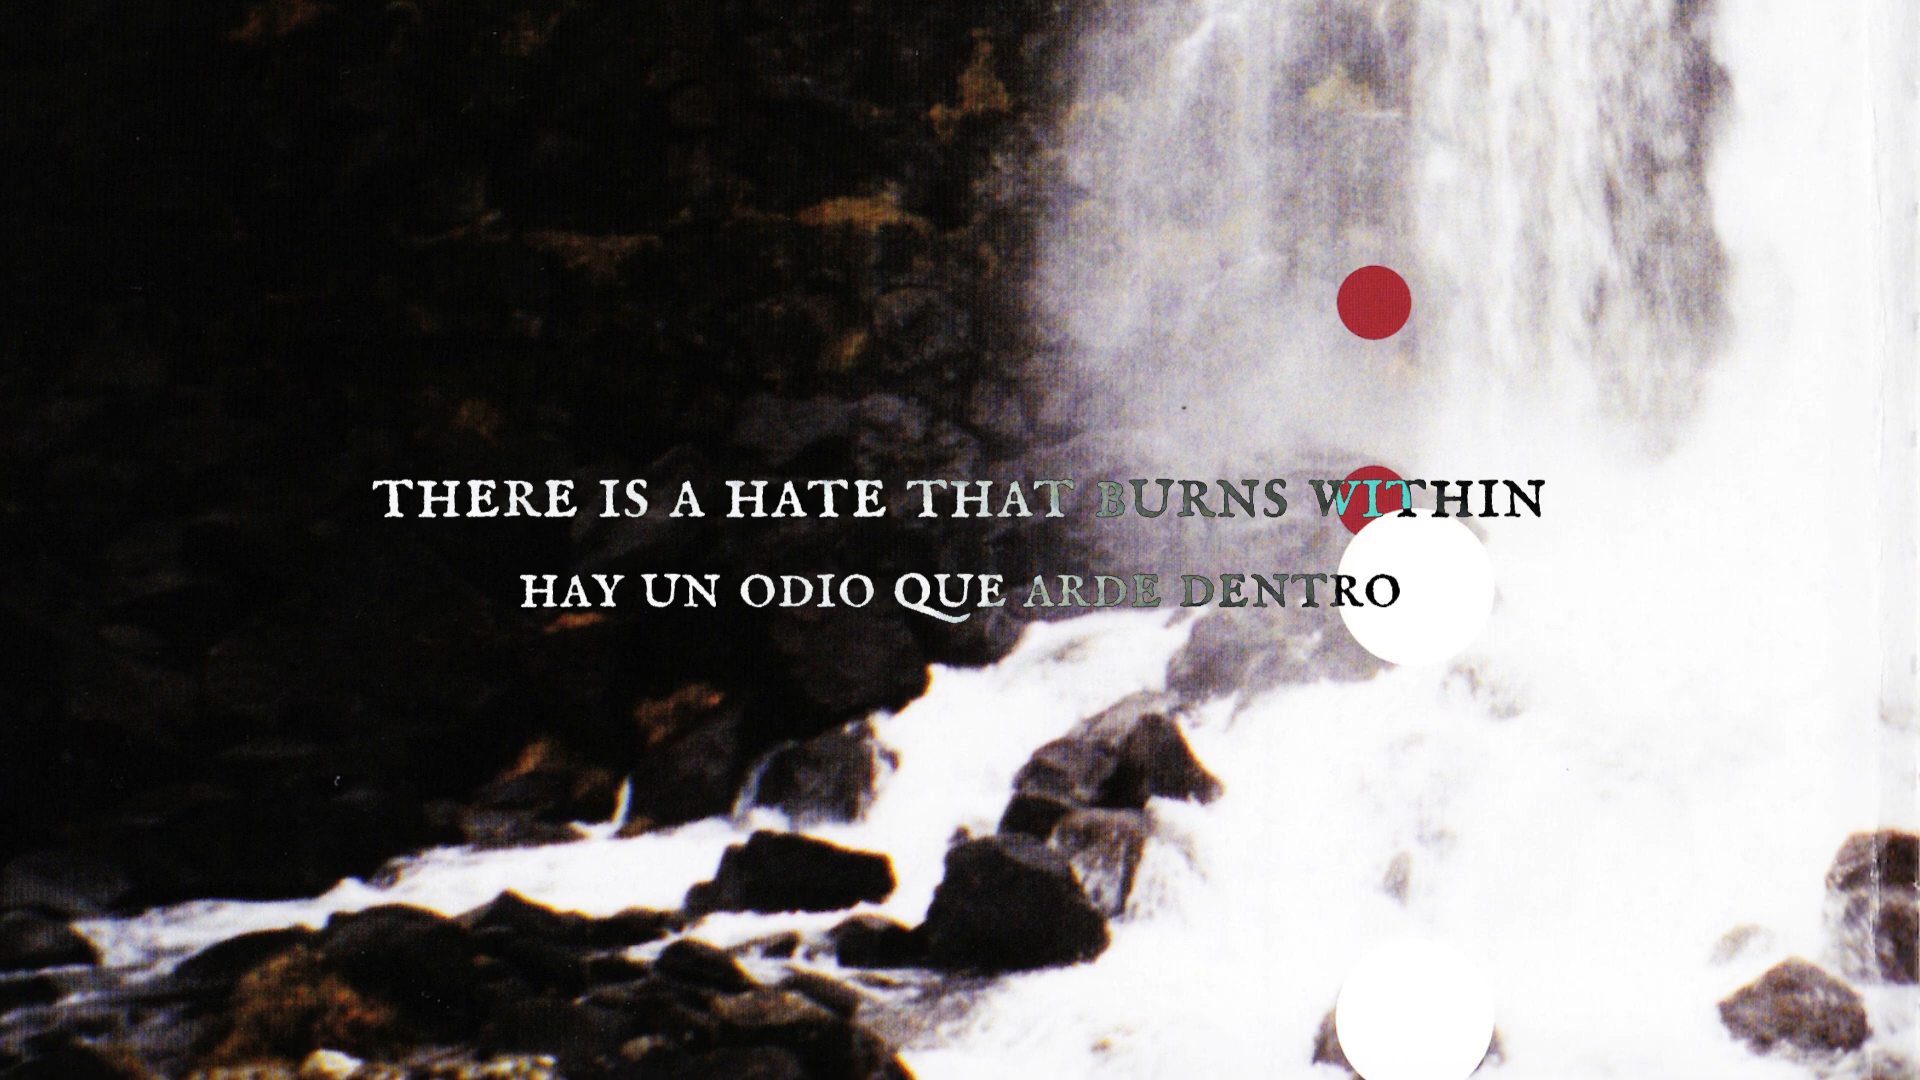 THERE IS A HATE THAT BURNS WITHIN
HAY UN ODIO QUE ARDE DENTRO